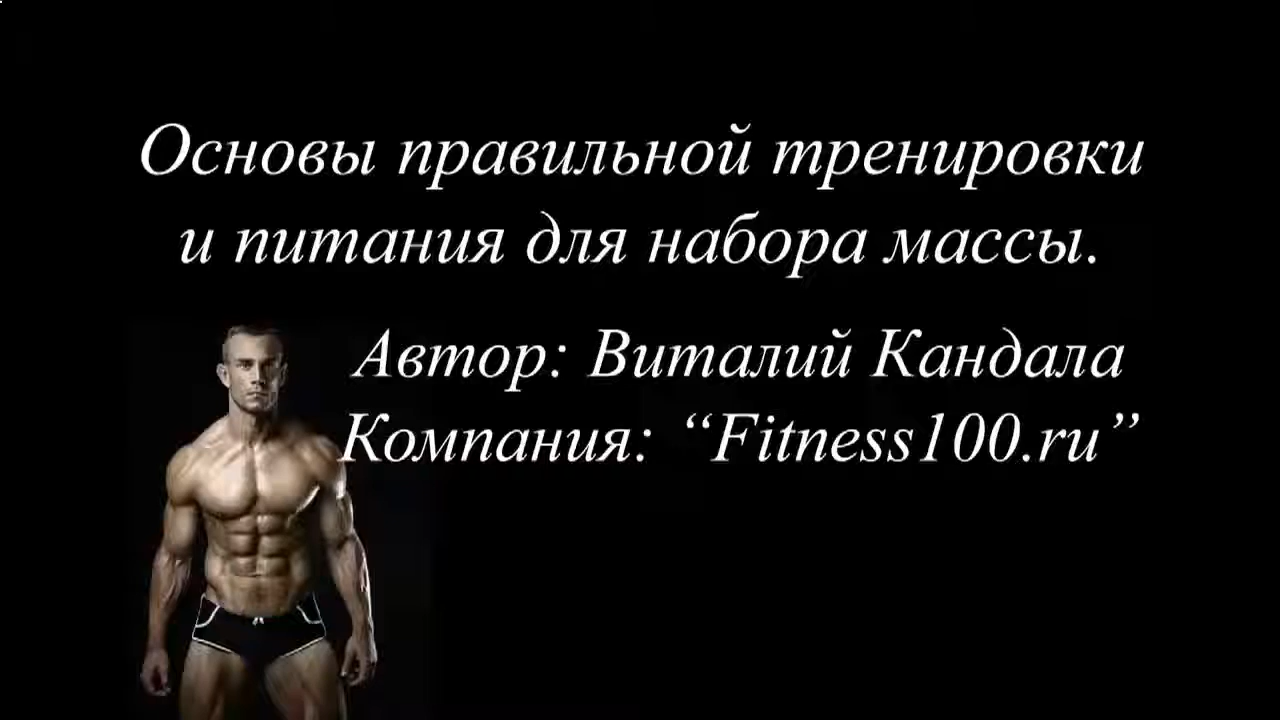 Основы правильной тренировки
и питания для набора массы.
Автор: Виталий Кандала
Компания: “Fitness100.ru”